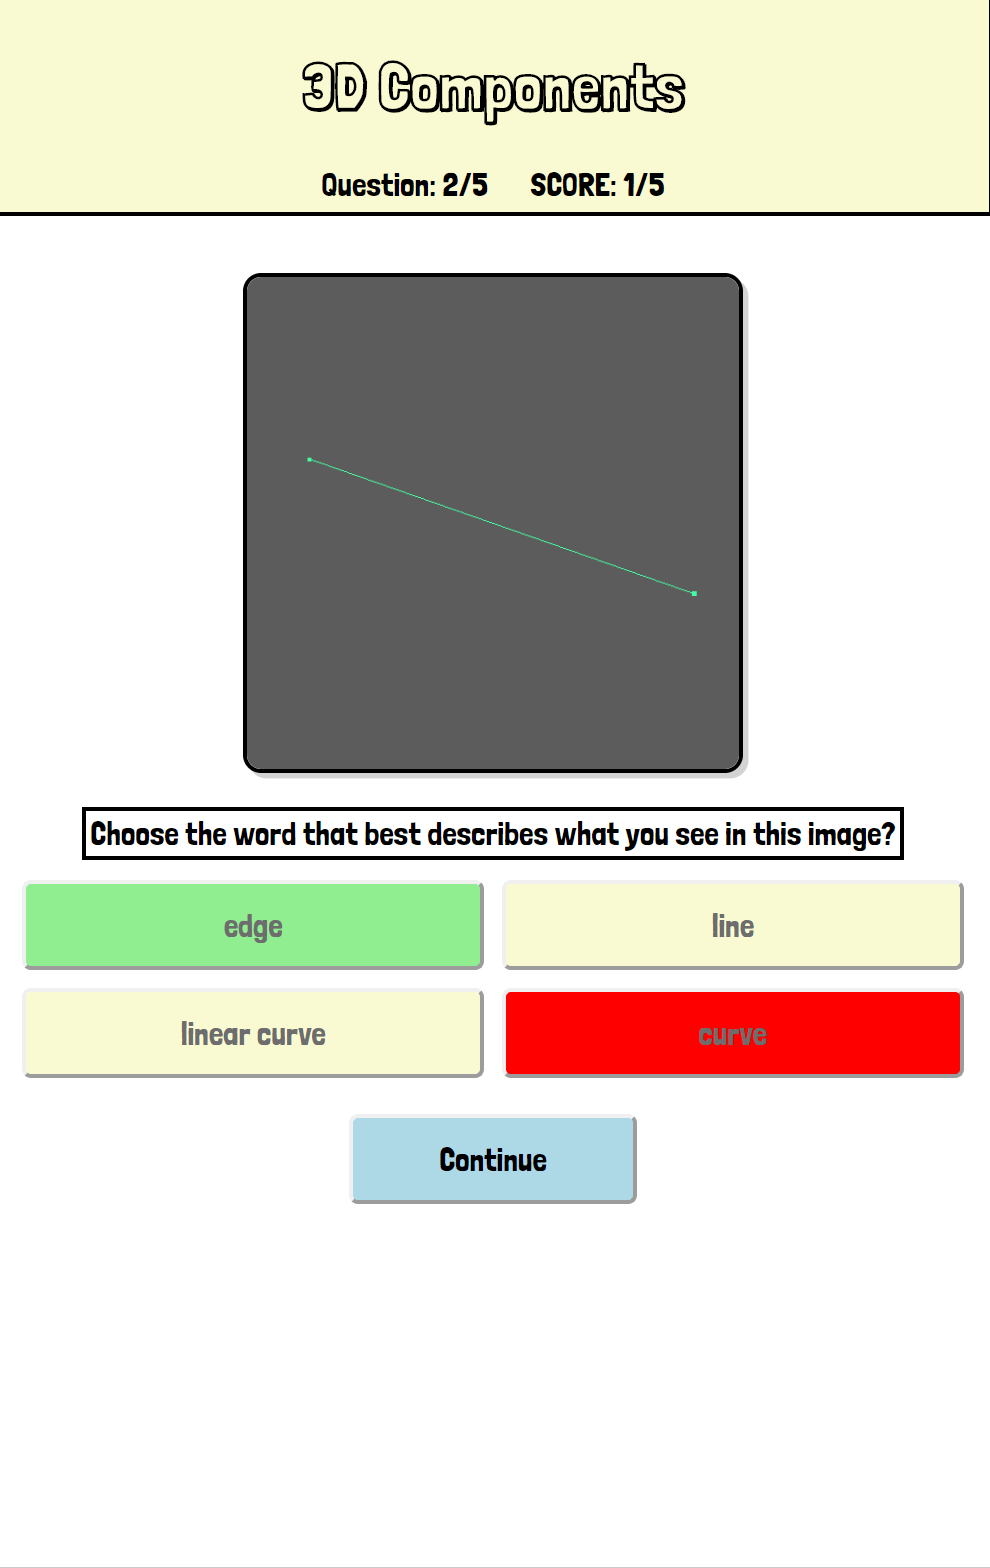 3D Components
Question: 2/5 SCORE: 1/5
Choose the word that best describes what you see in this image?
edge
line
linear curve
curve
Continue